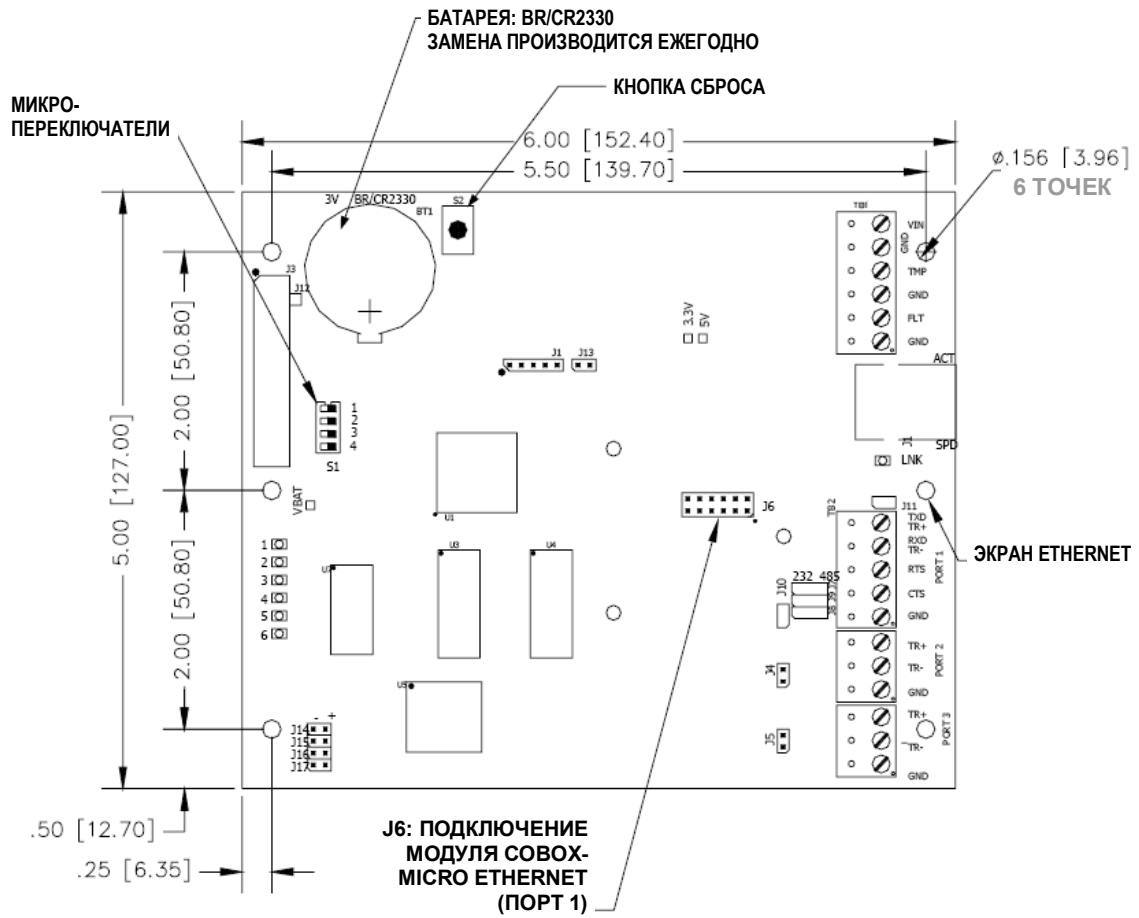 БАТАРЕЯ: BR/CR2330
ЗАМЕНА ПРОИЗВОДИТСЯ ЕЖЕГОДНО
КНОПКА СБРОСА
МИКРО-
ПЕРЕКЛЮЧАТЕЛИ
6.00 [152.40]
5.50 [139.70]
ø.156 [3.96]
6 ТОЧЕК
3V BR/CR2330
BT1
S2
TB1
VIN
GND
TMP
GND
FLT
GND
J3
J12
3.3V
5V
J1
J13
ACT
J1
SPD
LNK
1
2
3
4
S1
2.00 [50.80]
5.00 [127.00]
VBAT
U1
J6
TB2
J11
TXD
TR+
RXD
TR-
RTS
CTS
GND
PORT 1
ЭКРАН ETHERNET
1
2
3
4
5
6
U3
U4
J10
232 485
J8 J9 J7
2.00 [50.80]
TR+
TR-
GND
PORT 2
J4
U5
J5
TR+
TR-
GND
PORT 3
- +
J14
J15
J16
J17
.50 [12.70]
.25 [6.35]
J6: ПОДКЛЮЧЕНИЕ
МОДУЛЯ COBOX-
MICRO ETHERNET
(ПОРТ 1)